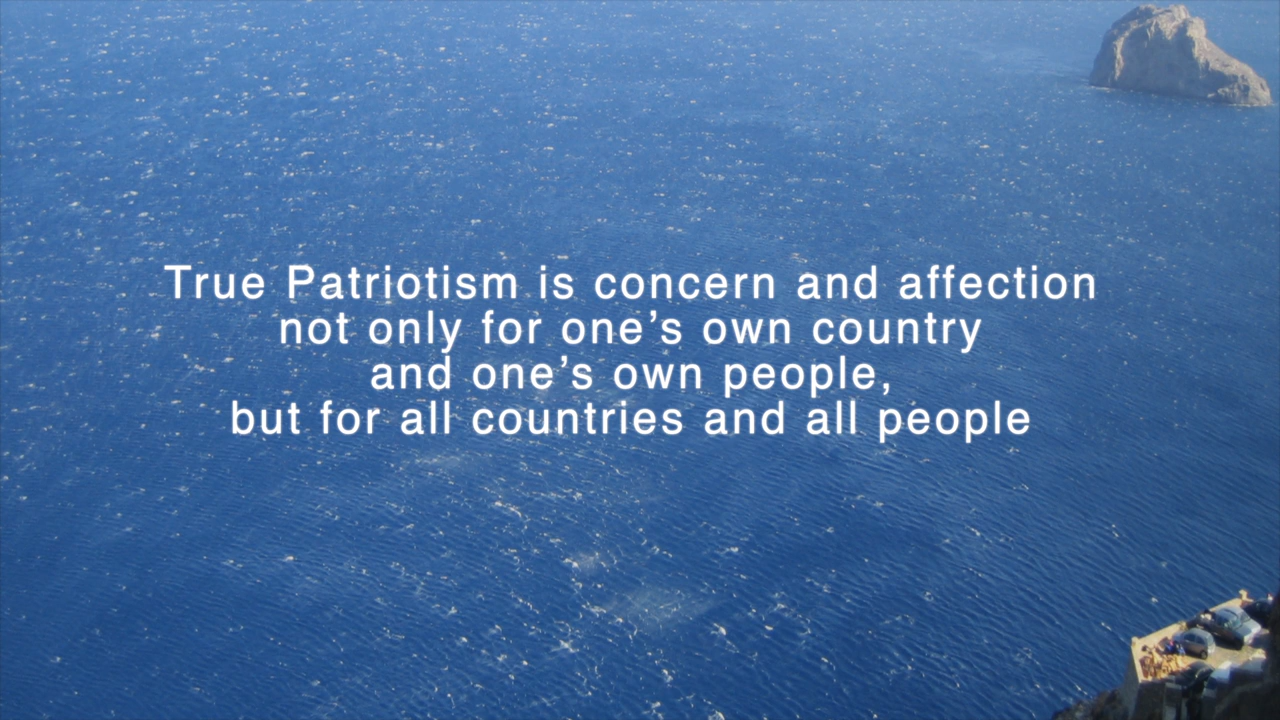 True Patriotism is concern and affection
not only for one’s own country
and one’s own people,
but for all countries and all people